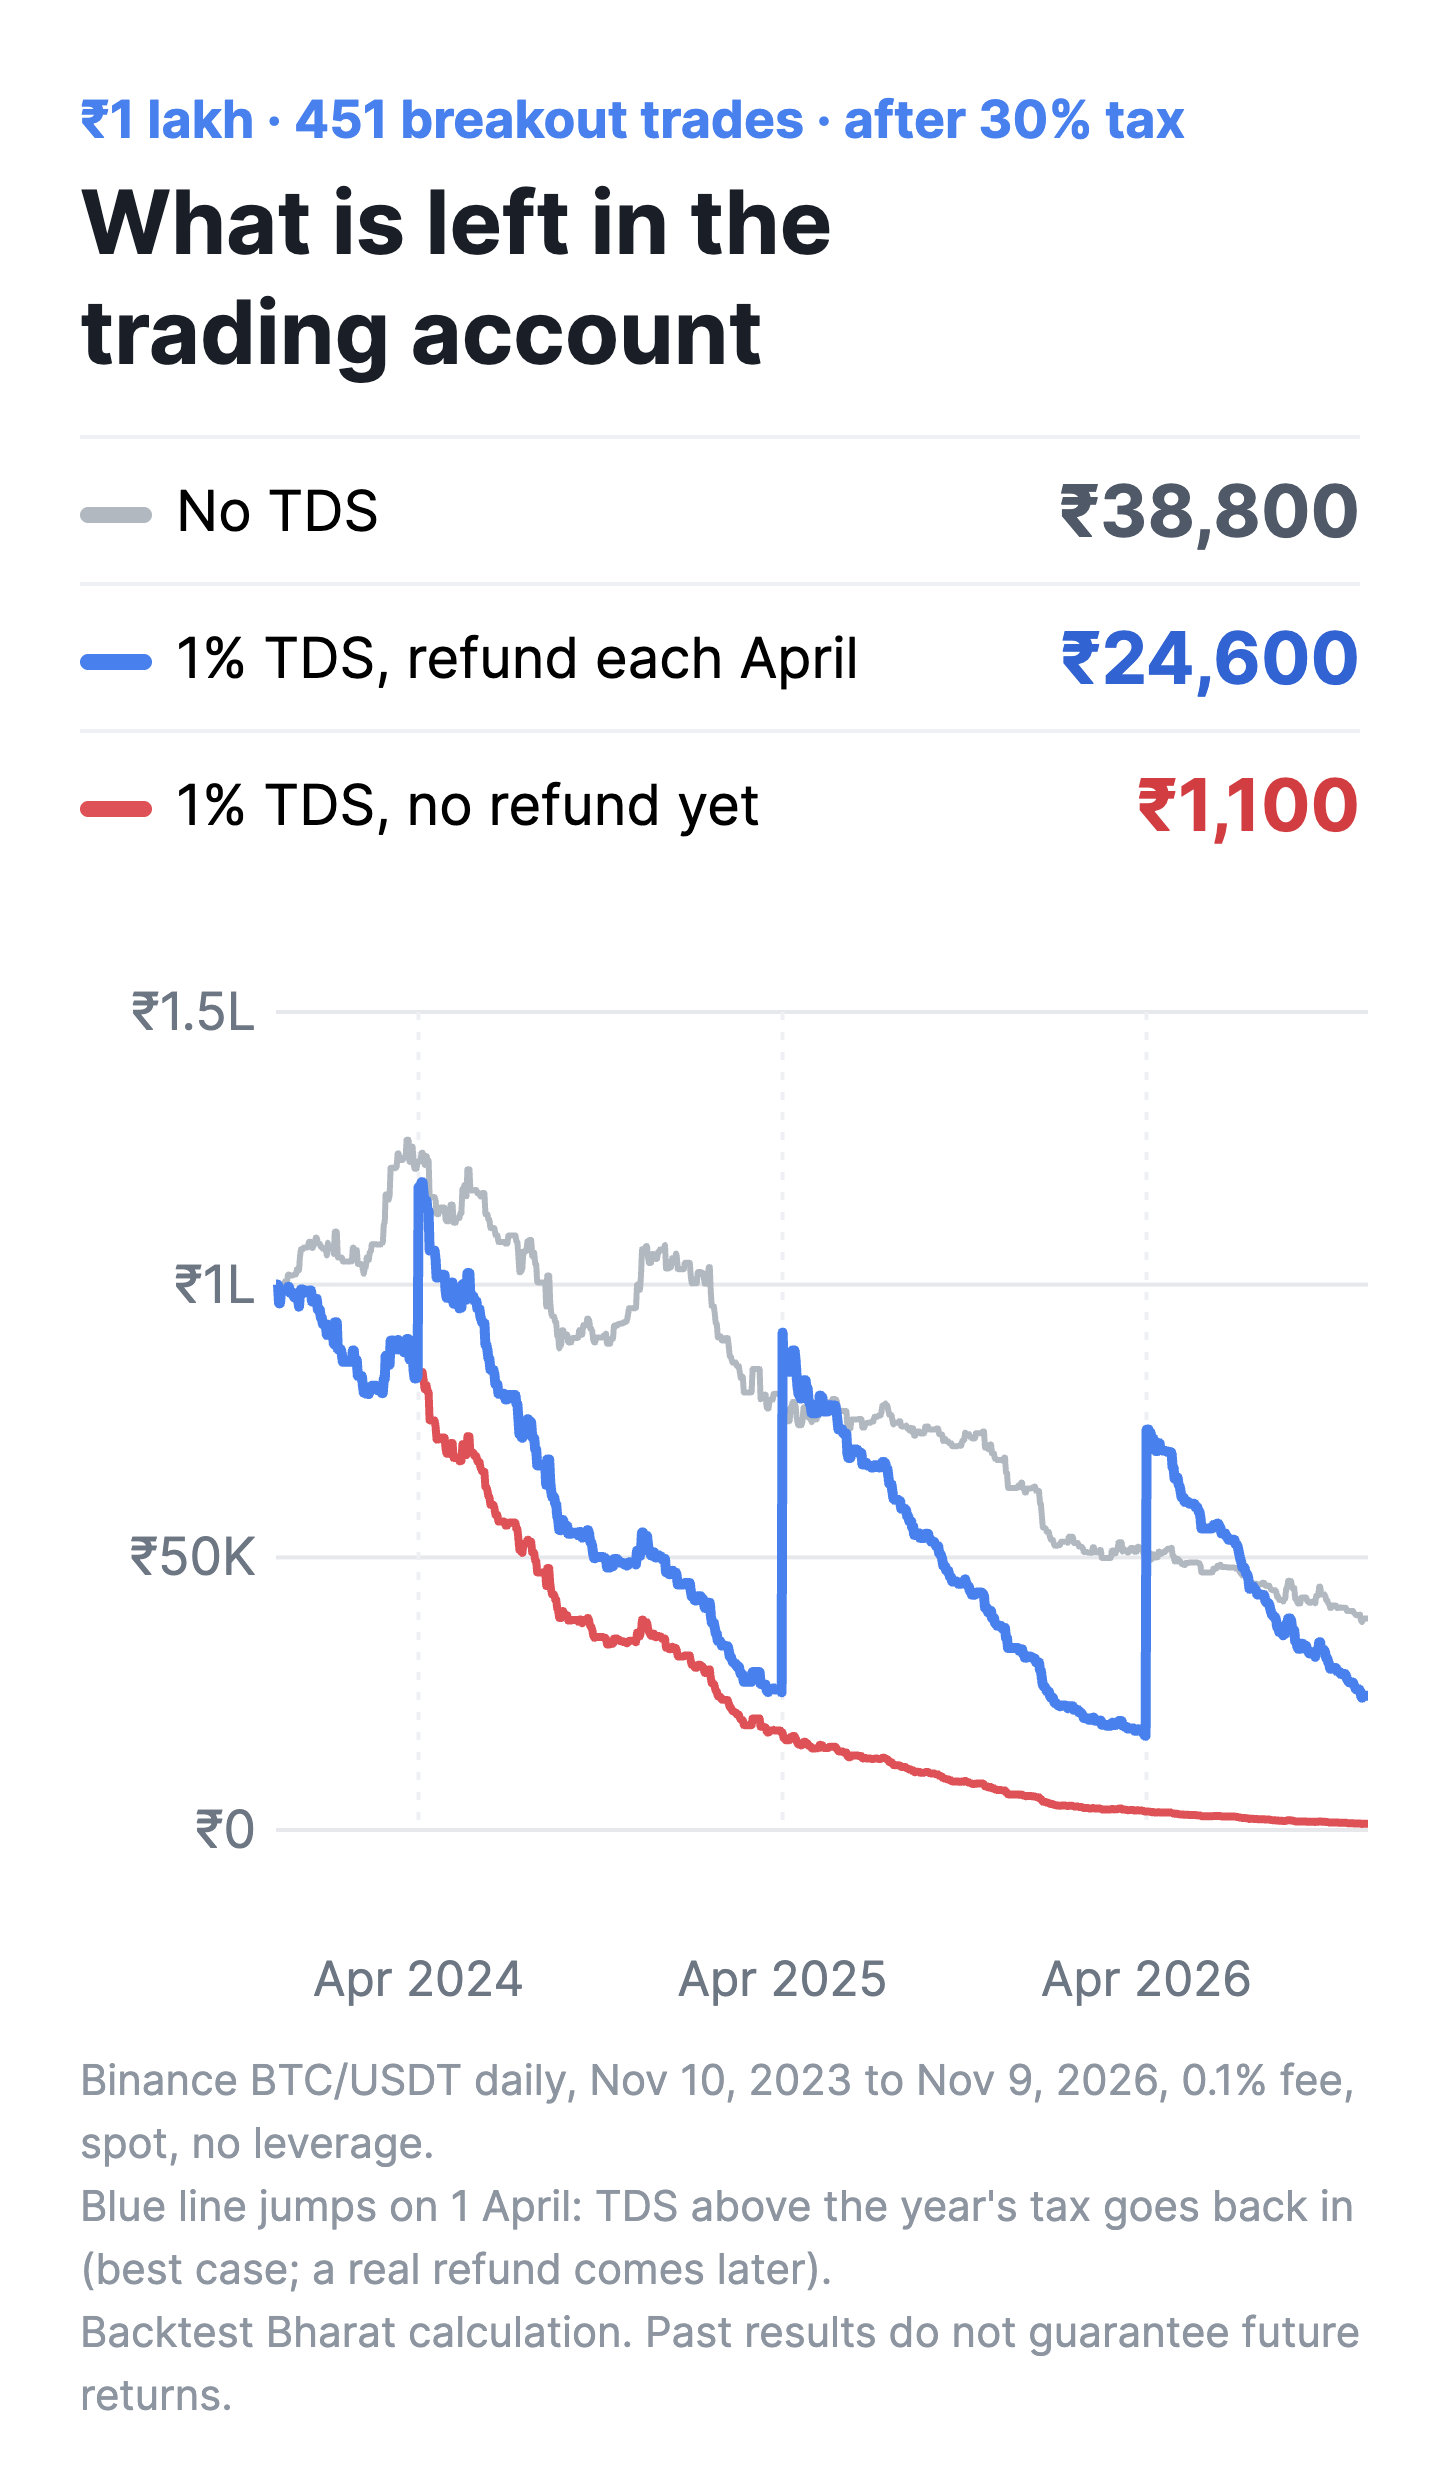 ₹1 lakh · 451 breakout trades · after 30% tax
What is left in the
trading account
No TDS ₹38,800
1% TDS, refund each April ₹24,600
1% TDS, no refund yet ₹1,100
₹1.5L
₹1L
₹50K
₹0
Apr 2024 Apr 2025 Apr 2026
Binance BTC/USDT daily, Nov 10, 2023 to Nov 9, 2026, 0.1% fee,
spot, no leverage.
Blue line jumps on 1 April: TDS above the year's tax goes back in
(best case; a real refund comes later).
Backtest Bharat calculation. Past results do not guarantee future
returns.